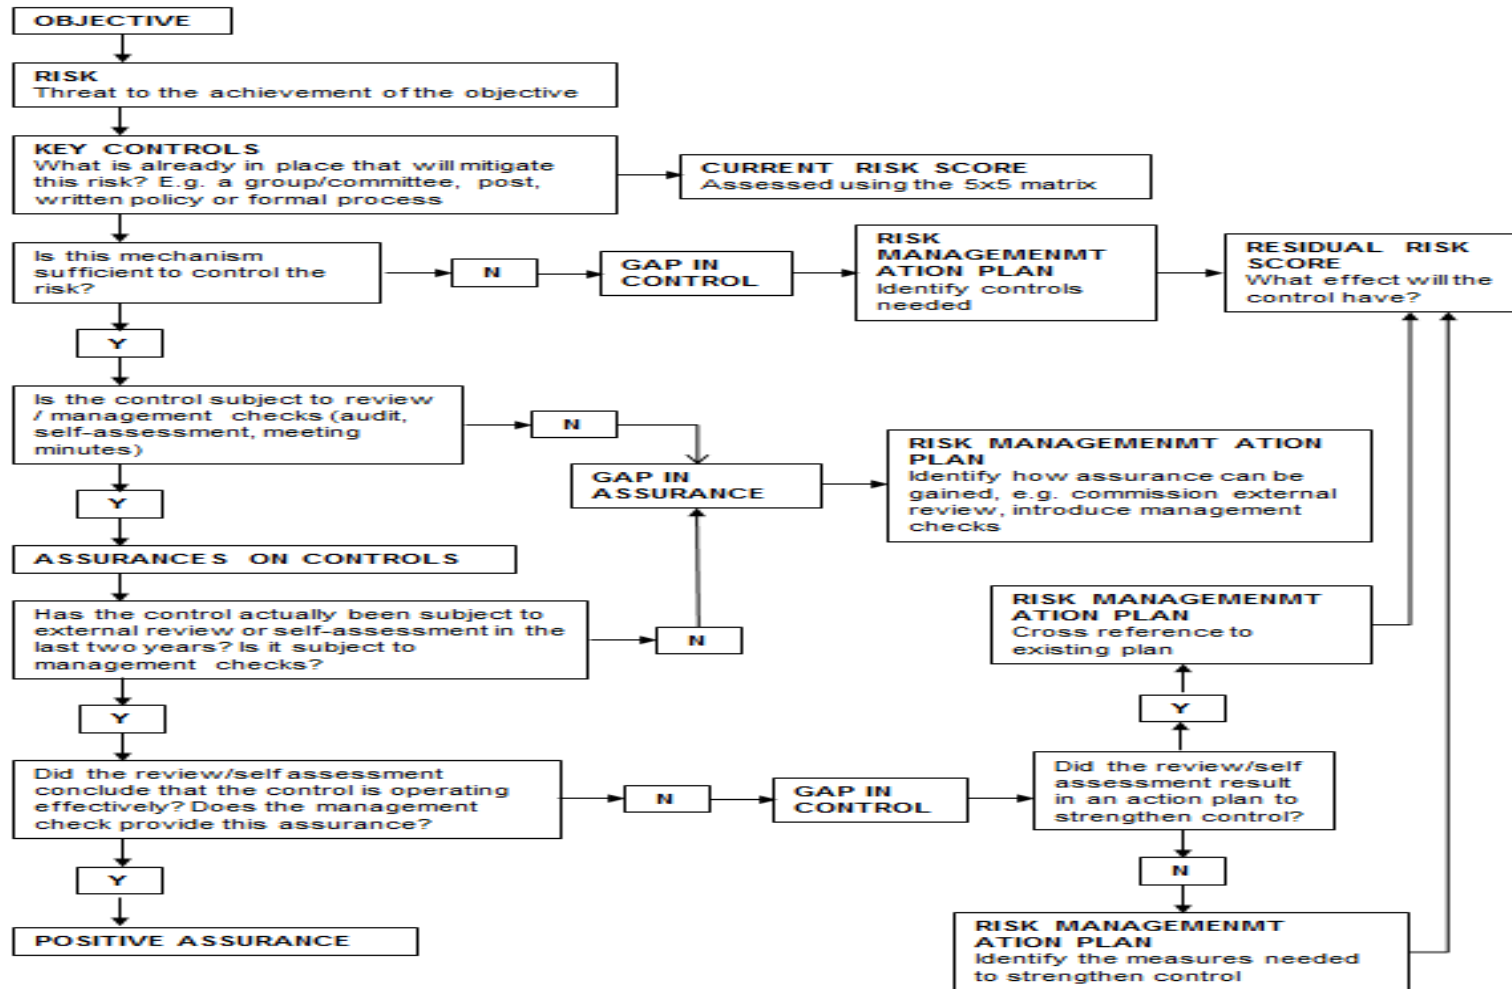 OBJECTIVE
RISK
Threat to the achievement of the objective
KEY CONTROLS
What is already in place that will mitigate
this risk? E.g. a group/committee, post,
written policy or formal process
CURRENT RISK SCORE
Assessed using the 5x5 matrix
Is this mechanism
sufficient to control the
risk?
N
GAP IN
CONTROL
RISK
MANAGEMENMT
ATION PLAN
Identify controls
needed
RESIDUAL RISK
SCORE
What effect will the
control have?
Y
Is the control subject to review
/ management checks (audit,
self-assessment, meeting
minutes)
N
GAP IN
ASSURANCE
RISK MANAGEMENMT ATION
PLAN
Identify how assurance can be
gained, e.g. commission external
review, introduce management
checks
Y
ASSURANCES ON CONTROLS
Has the control actually been subject to
external review or self-assessment in the
last two years? Is it subject to
management checks?
N
RISK MANAGEMENMT
ATION PLAN
Cross reference to
existing plan
Y
Y
Did the review/self assessment
conclude that the control is operating
effectively? Does the management
check provide this assurance?
N
GAP IN
CONTROL
Did the review/self
assessment result
in an action plan to
strengthen control?
Y
N
POSITIVE ASSURANCE
RISK MANAGEMENMT
ATION PLAN
Identify the measures needed
to strengthen control